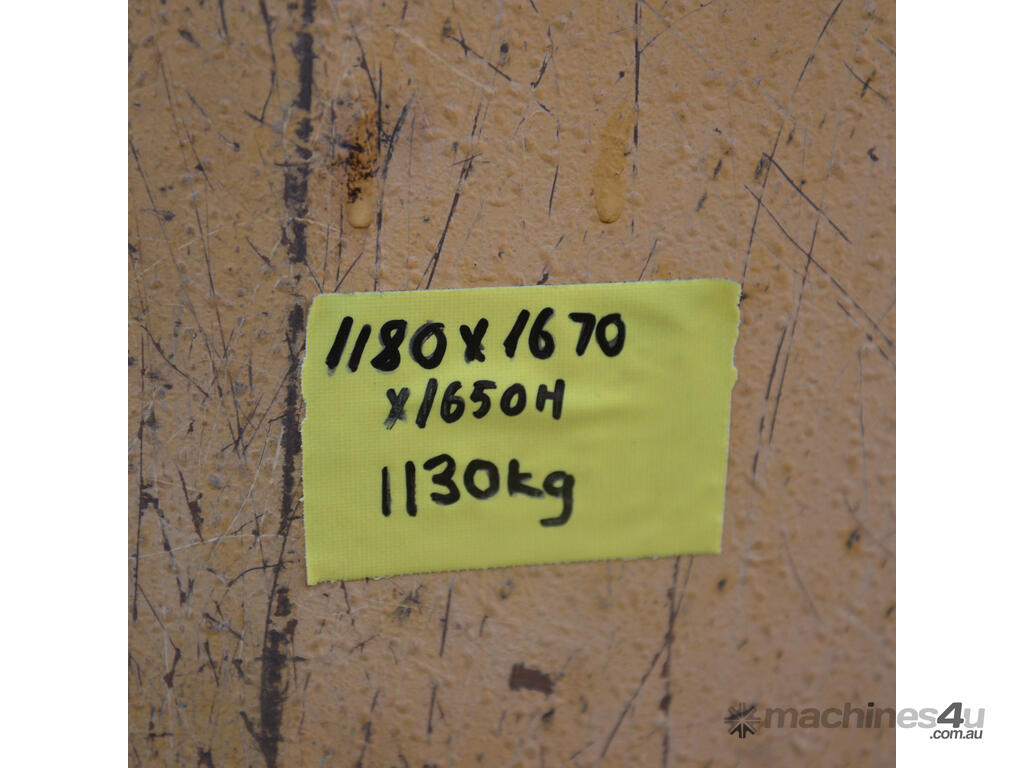 1180X1670
X1650H
1130kg
machines4u
.com.au